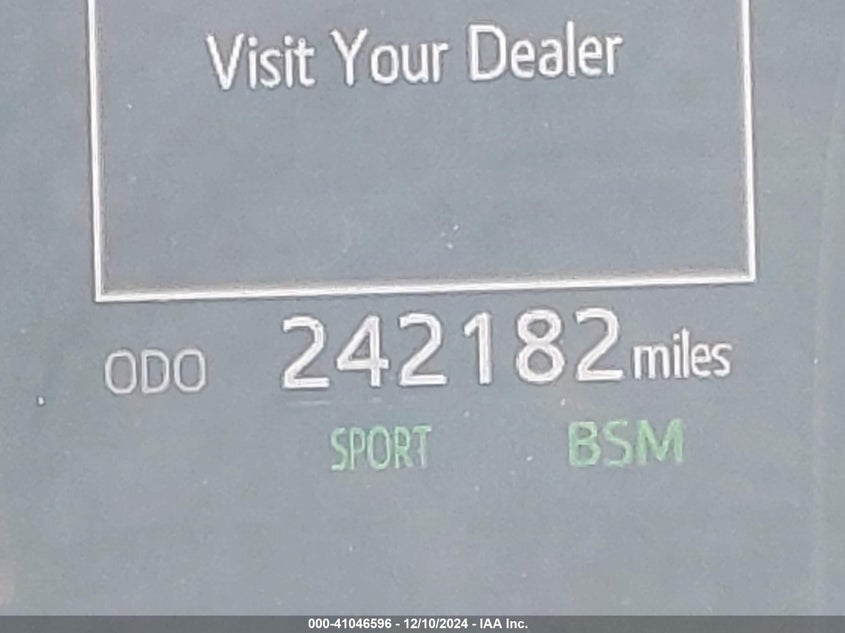 Visit Your Dealer
ODO 242182 miles
SPORT BSM
000-41046596 - 12/10/2024 - IAA Inc.